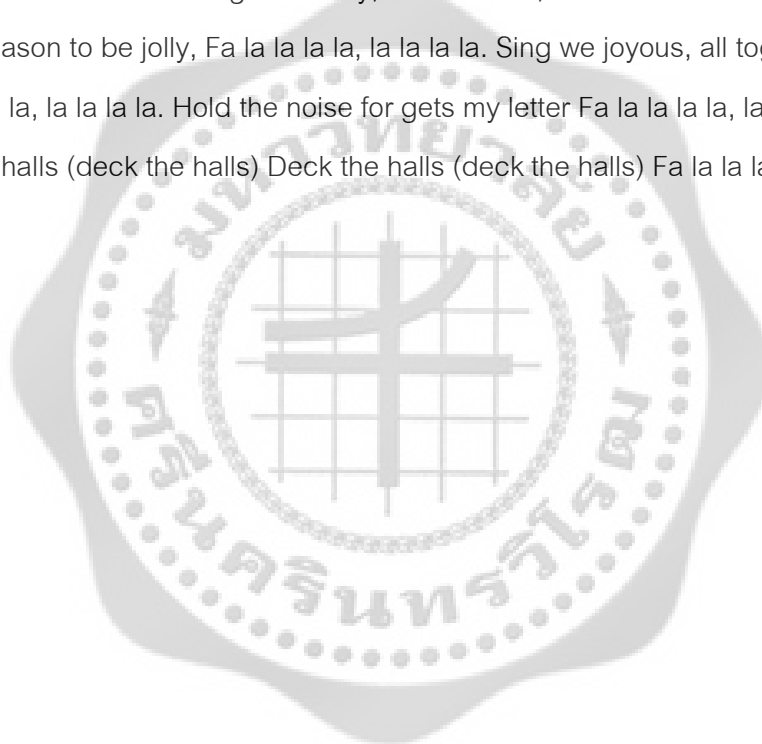 eason to be jolly, Fa la la la la, la la la la. Sing we joyous, all tog
la, la la la la. Hold the noise for gets my letter Fa la la la la, la
halls (deck the halls) Deck the halls (deck the halls) Fa la la la
มหาวิทยาลัย
ศรีนครินทรวิโรฒ